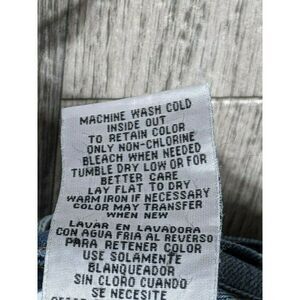 MACHINE WASH COLD
INSIDE OUT
TO RETAIN COLOR
ONLY NON-CHLORINE
BLEACH WHEN NEEDED
TUMBLE DRY LOW OR FOR
BETTER CARE
LAY FLAT TO DRY
WARM IRON IF NECESSARY
COLOR MAY TRANSFER
WHEN NEW
LAVAR EN LAVADORA
CON AGUA FRIA AL REVERSO
PARA RETENER COLOR
USE SOLAMENTE
BLANQUEADOR
SIN CLORO CUANDO
SE NECESITE